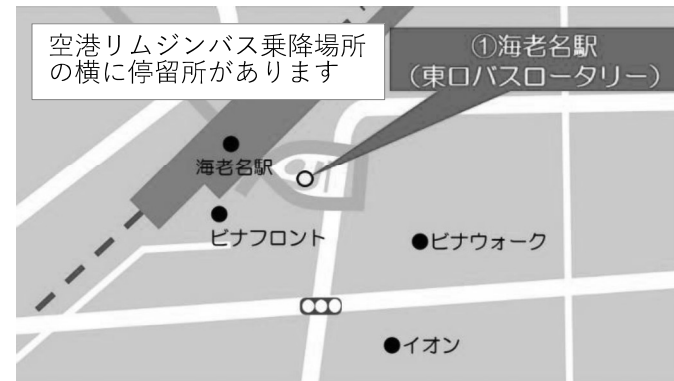 空港リムジンバス乗降場所
の横に停留所があります
①海老名駅
（東口バスロータリー）
海老名駅
ビナフロント
ビナウォーク
イオン